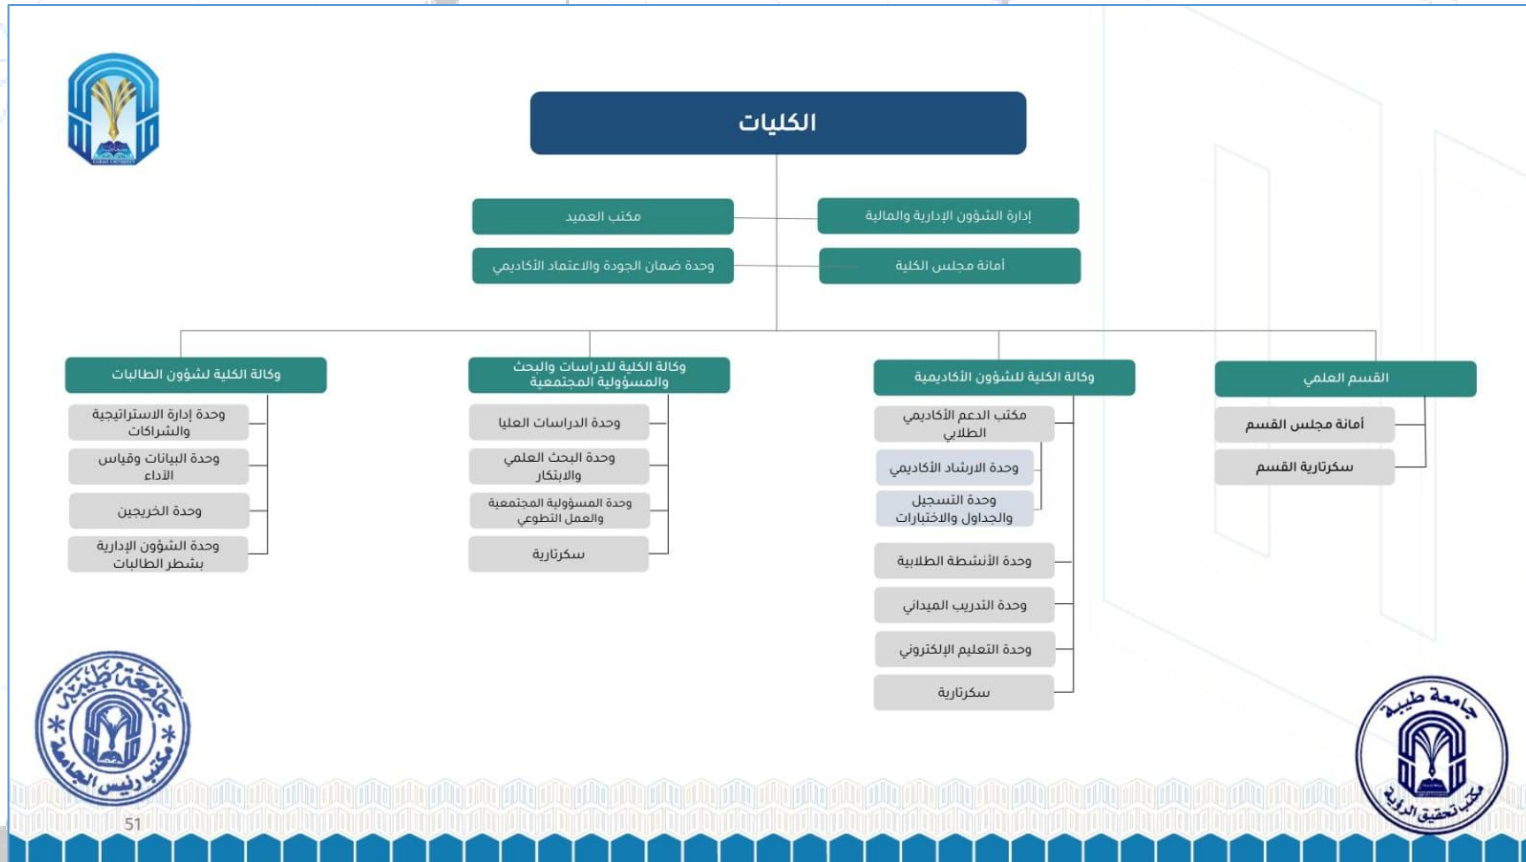 الكليات
إدارة الشؤون الإدارية والمالية
مكتب العميد
أمانة مجلس الكلية
وحدة ضمان الجودة والاعتماد الأكاديمي
القسم العلمي
أمانة مجلس القسم
سكرتارية القسم
وكالة الكلية للشؤون الأكاديمية
مكتب الدعم الأكاديمي
الطلابي
وحدة الارشاد الأكاديمي
وحدة التسجيل
والجداول والاختبارات
وحدة الأنشطة الطلابية
وحدة التدريب الميداني
وحدة التعليم الإلكتروني
سكرتارية
وكالة الكلية للدراسات والبحث
والمسؤولية المجتمعية
وحدة الدراسات العليا
وحدة البحث العلمي
والابتكار
وحدة المسؤولية المجتمعية
والعمل التطوعي
سكرتارية
وكالة الكلية لشؤون الطالبات
وحدة إدارة الاستراتيجية
والشراكات
وحدة البيانات وقياس
الآداء
وحدة الخريجين
وحدة الشؤون الإدارية
بشطر الطالبات
جامعة طيبة
مكتب تحقيق الرؤية
جامعة طيبة
مكتب رئيس الجامعة
51